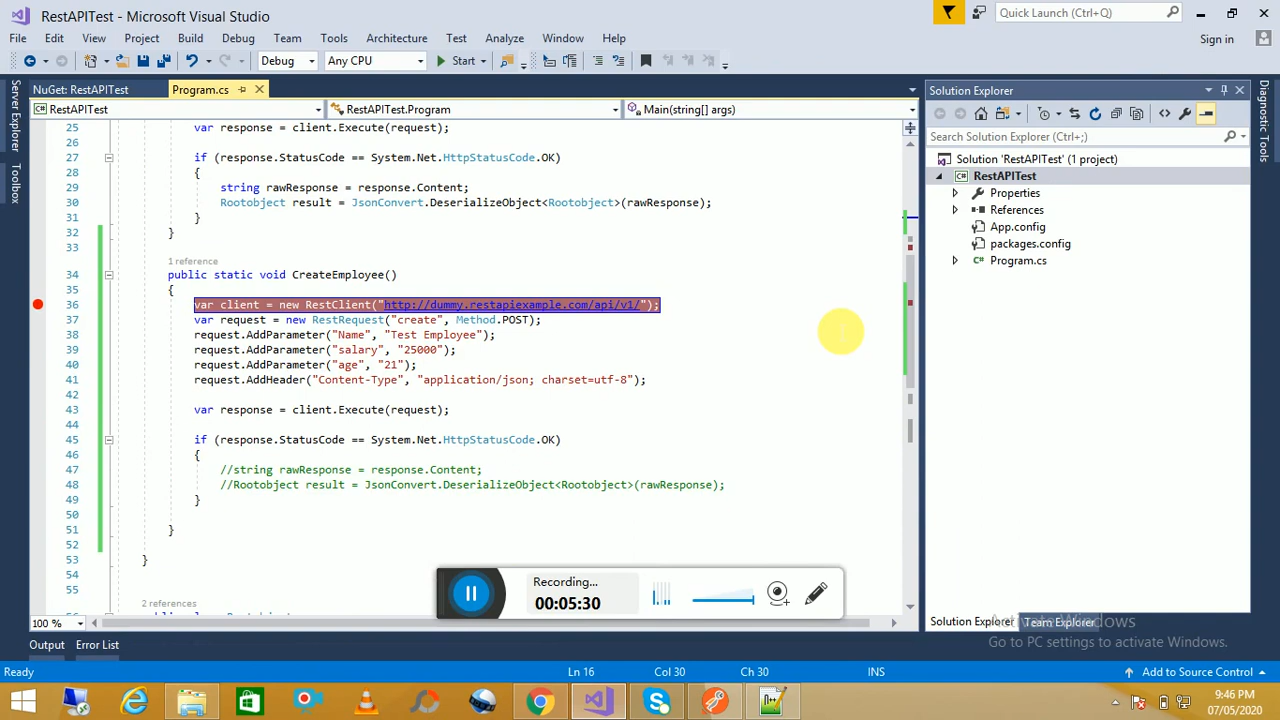 RestAPITest - Microsoft Visual Studio
Quick Launch (Ctrl+Q)
File Edit View Project Build Debug Team Tools Architecture Test Analyze Window Help
Sign in
Debug Any CPU Start
Server Explorer
Toolbox
NuGet: RestAPITest Program.cs
RestAPITest RestAPITest.Program Main(string[] args)
25 var response = client.Execute(request);
26
27 if (response.StatusCode == System.Net.HttpStatusCode.OK)
28 {
29 string rawResponse = response.Content;
30 Rootobject result = JsonConvert.DeserializeObject<Rootobject>(rawResponse);
31 }
32 }
33
1 reference
34 public static void CreateEmployee()
35 {
36 var client = new RestClient("http://dummy.restapiexample.com/api/v1/");
37 var request = new RestRequest("create", Method.POST);
38 request.AddParameter("Name", "Test Employee");
39 request.AddParameter("salary", "25000");
40 request.AddParameter("age", "21");
41 request.AddHeader("Content-Type", "application/json; charset=utf-8");
42
43 var response = client.Execute(request);
44
45 if (response.StatusCode == System.Net.HttpStatusCode.OK)
46 {
47 //string rawResponse = response.Content;
48 //Rootobject result = JsonConvert.DeserializeObject<Rootobject>(rawResponse);
49 }
50
51 }
52
53 }
54
55
2 references
100 %
Solution Explorer
Search Solution Explorer (Ctrl+;)
Solution 'RestAPITest' (1 project)
RestAPITest
Properties
References
App.config
packages.config
Program.cs
Diagnostic Tools
Recording...
00:05:30
Solution Explorer Team Explorer
Activate Windows
Go to PC settings to activate Windows.
Output Error List
Ready Ln 16 Col 30 Ch 30 INS Add to Source Control
9:46 PM
07/05/2020